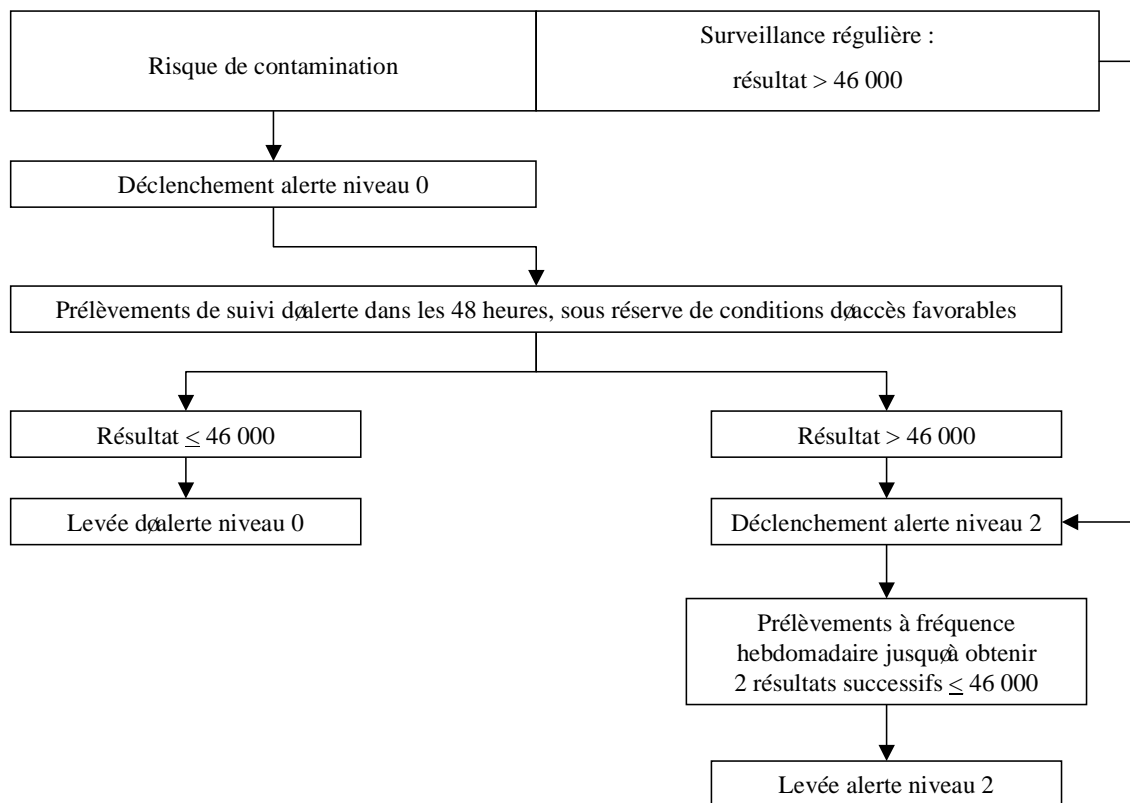 Risque de contamination
Surveillance régulière :
résultat > 46 000
Déclenchement alerte niveau 0
Prélèvements de suivi døalerte dans les 48 heures, sous réserve de conditions døaccès favorables
Résultat ≤ 46 000
Résultat > 46 000
Levée døalerte niveau 0
Déclenchement alerte niveau 2
Prélèvements à fréquence
hebdomadaire jusquøà obtenir
2 résultats successifs ≤ 46 000
Levée alerte niveau 2